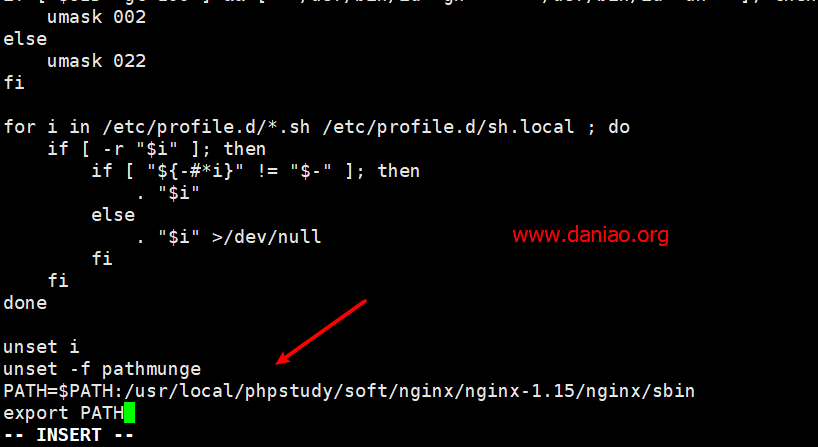 umask 002
else
    umask 022
fi

for i in /etc/profile.d/*.sh /etc/profile.d/sh.local ; do
    if [ -r "$i" ]; then
        if [ "${-#*i}" != "$-" ]; then
            . "$i"
        else
            . "$i" >/dev/null
        fi
    fi
done
www.daniao.org

unset i
unset -f pathmunge
PATH=$PATH:/usr/local/phpstudy/soft/nginx/nginx-1.15/nginx/sbin
export PATH
-- INSERT --